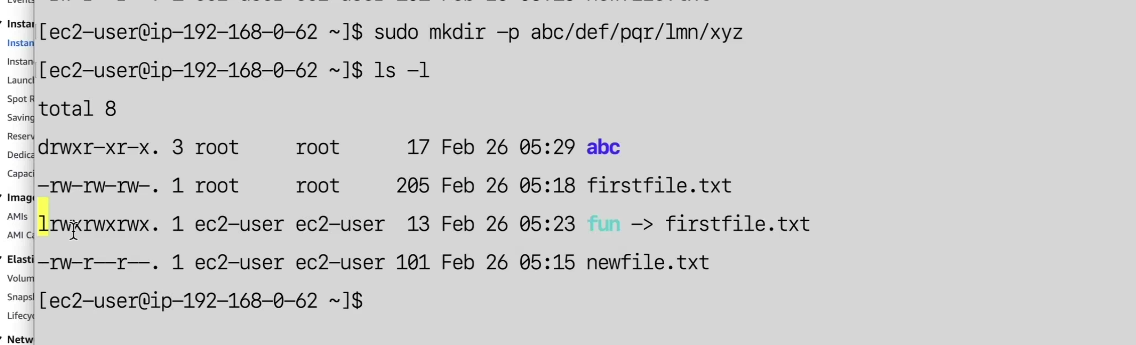 [ec2-user@ip-192-168-0-62 ~]$ sudo mkdir -p abc/def/pqr/lmn/xyz
[ec2-user@ip-192-168-0-62 ~]$ ls -l
total 8
drwxr-xr-x. 3 root     root      17 Feb 26 05:29 abc
-rw-rw-rw-. 1 root     root     205 Feb 26 05:18 firstfile.txt
lrwxrwxrwx. 1 ec2-user ec2-user  13 Feb 26 05:23 fun -> firstfile.txt
-rw-r--r--. 1 ec2-user ec2-user 101 Feb 26 05:15 newfile.txt
[ec2-user@ip-192-168-0-62 ~]$
Instan
Instan
Instan
Launch
Spot R
Saving
Reserv
Dedica
Capaci
Image
AMIs
AMI Ca
Elasti
Volum
Snaps
Lifecy
Netw